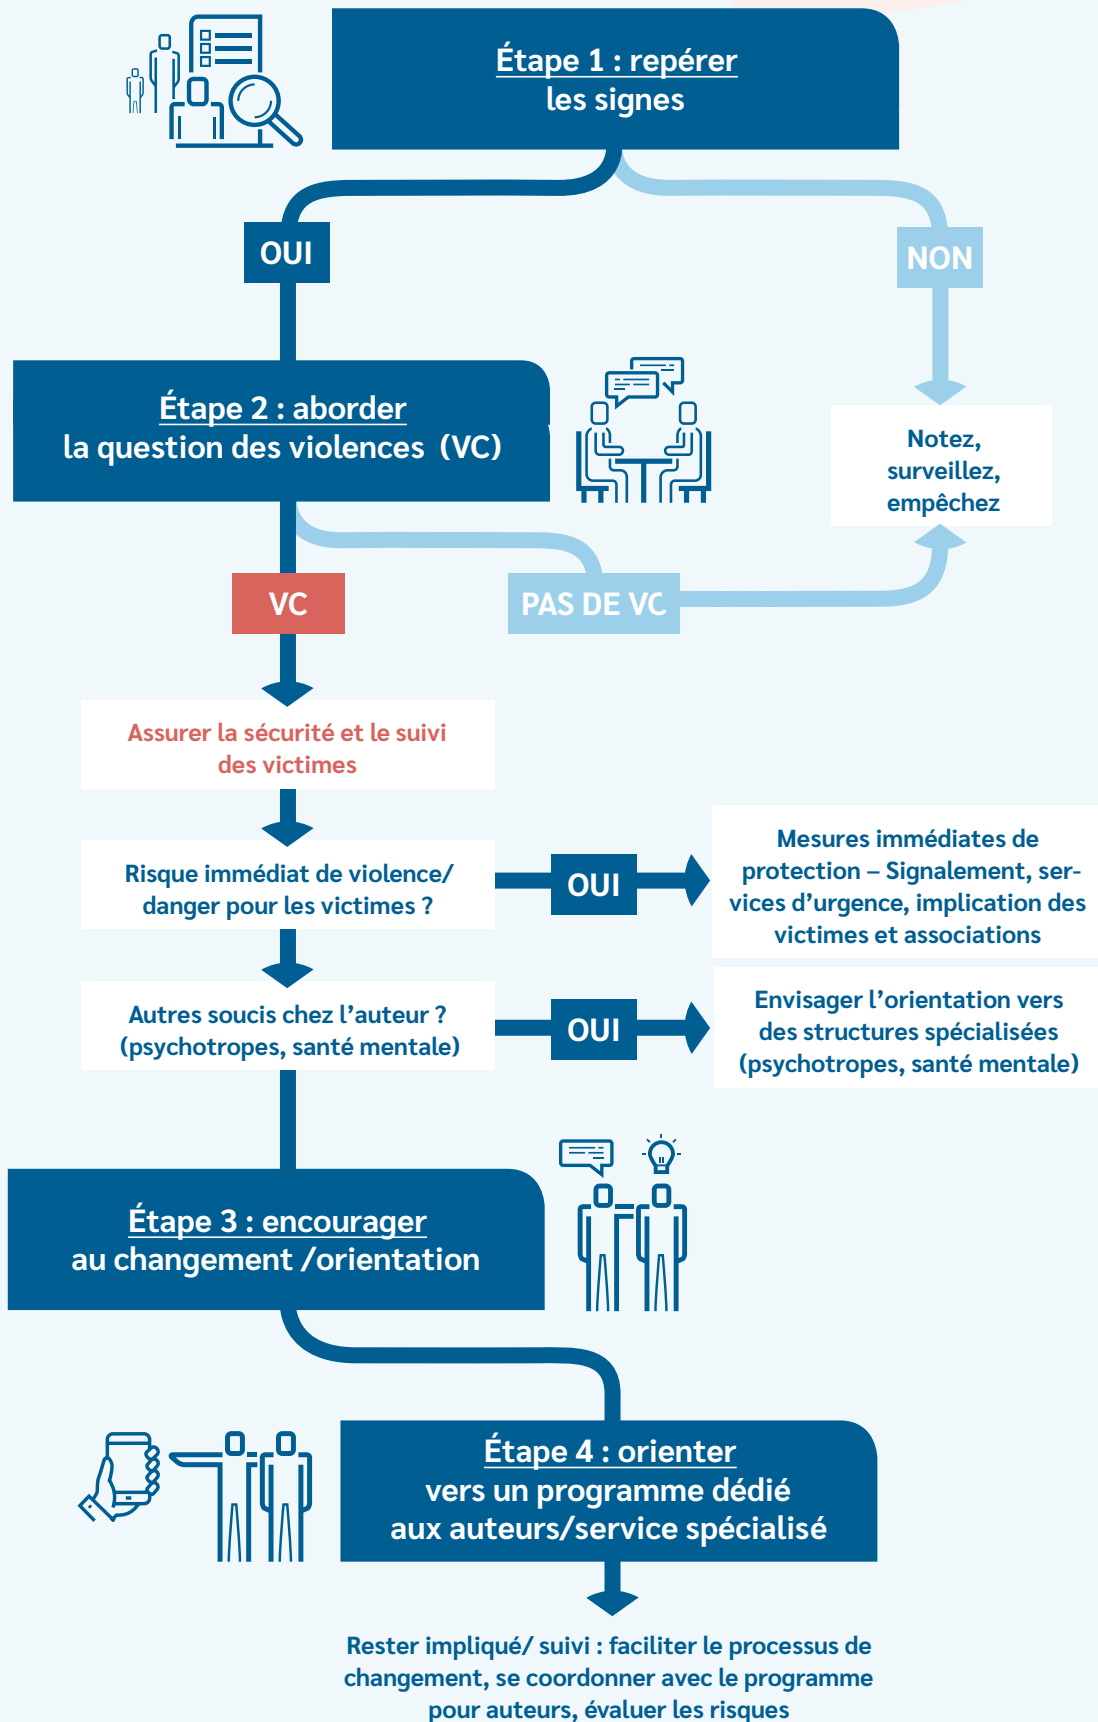 Étape 1 : repérer
les signes
OUI
NON
Étape 2 : aborder
la question des violences (VC)
Notez,
surveillez,
empêchez
VC
PAS DE VC
Assurer la sécurité et le suivi
des victimes
Risque immédiat de violence/
danger pour les victimes ?
OUI
Mesures immédiates de
protection – Signalement, ser-
vices d’urgence, implication des
victimes et associations
Autres soucis chez l’auteur ?
(psychotropes, santé mentale)
OUI
Envisager l’orientation vers
des structures spécialisées
(psychotropes, santé mentale)
Étape 3 : encourager
au changement /orientation
Étape 4 : orienter
vers un programme dédié
aux auteurs/service spécialisé
Rester impliqué/ suivi : faciliter le processus de
changement, se coordonner avec le programme
pour auteurs, évaluer les risques